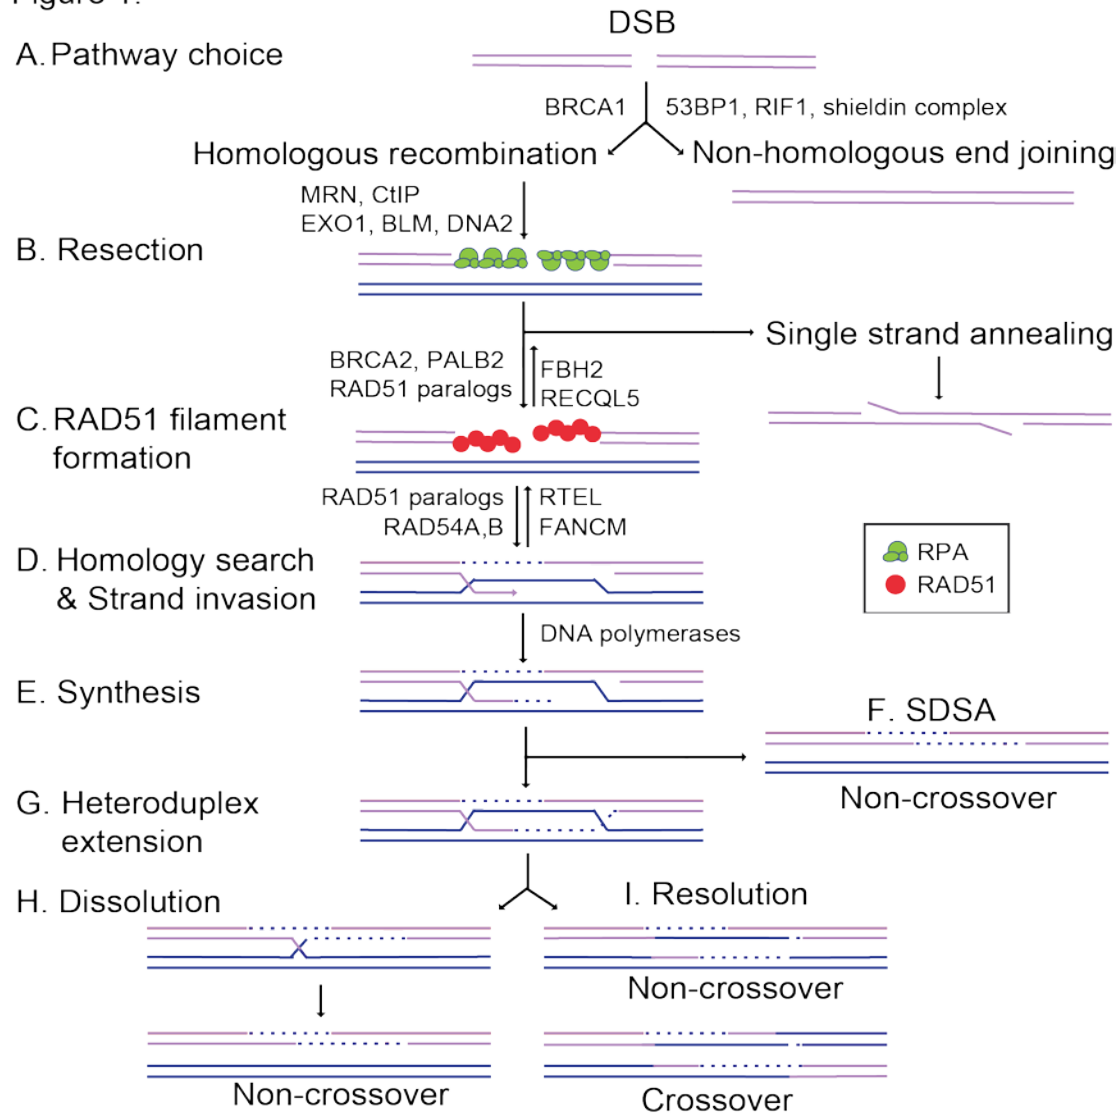 Figure 1.
DSB
A. Pathway choice
BRCA1
53BP1, RIF1, shieldin complex
Homologous recombination
Non-homologous end joining
MRN, CtIP
EXO1, BLM, DNA2
B. Resection
Single strand annealing
BRCA2, PALB2
RAD51 paralogs
FBH2
RECQL5
C. RAD51 filament
formation
RAD51 paralogs
RAD54A,B
RTEL
FANCM
RPA
RAD51
D. Homology search
& Strand invasion
DNA polymerases
E. Synthesis
F. SDSA
Non-crossover
G. Heteroduplex
extension
H. Dissolution
I. Resolution
Non-crossover
Non-crossover
Crossover